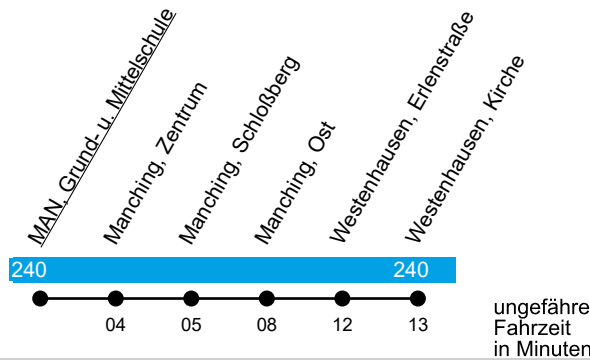 MAN, Grund- u. Mittelschule
Manching, Zentrum
Manching, Schloßberg
Manching, Ost
Westenhausen, Erlenstraße
Westenhausen, Kirche
240 240
04 05 08 12 13
ungefähre
Fahrzeit
in Minuten